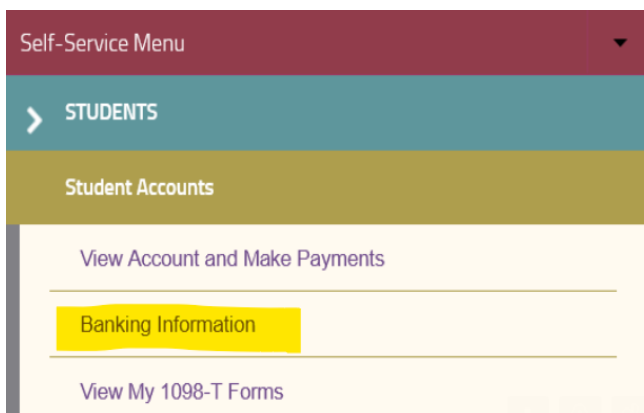 Self-Service Menu
STUDENTS
Student Accounts
View Account and Make Payments
Banking Information
View My 1098-T Forms